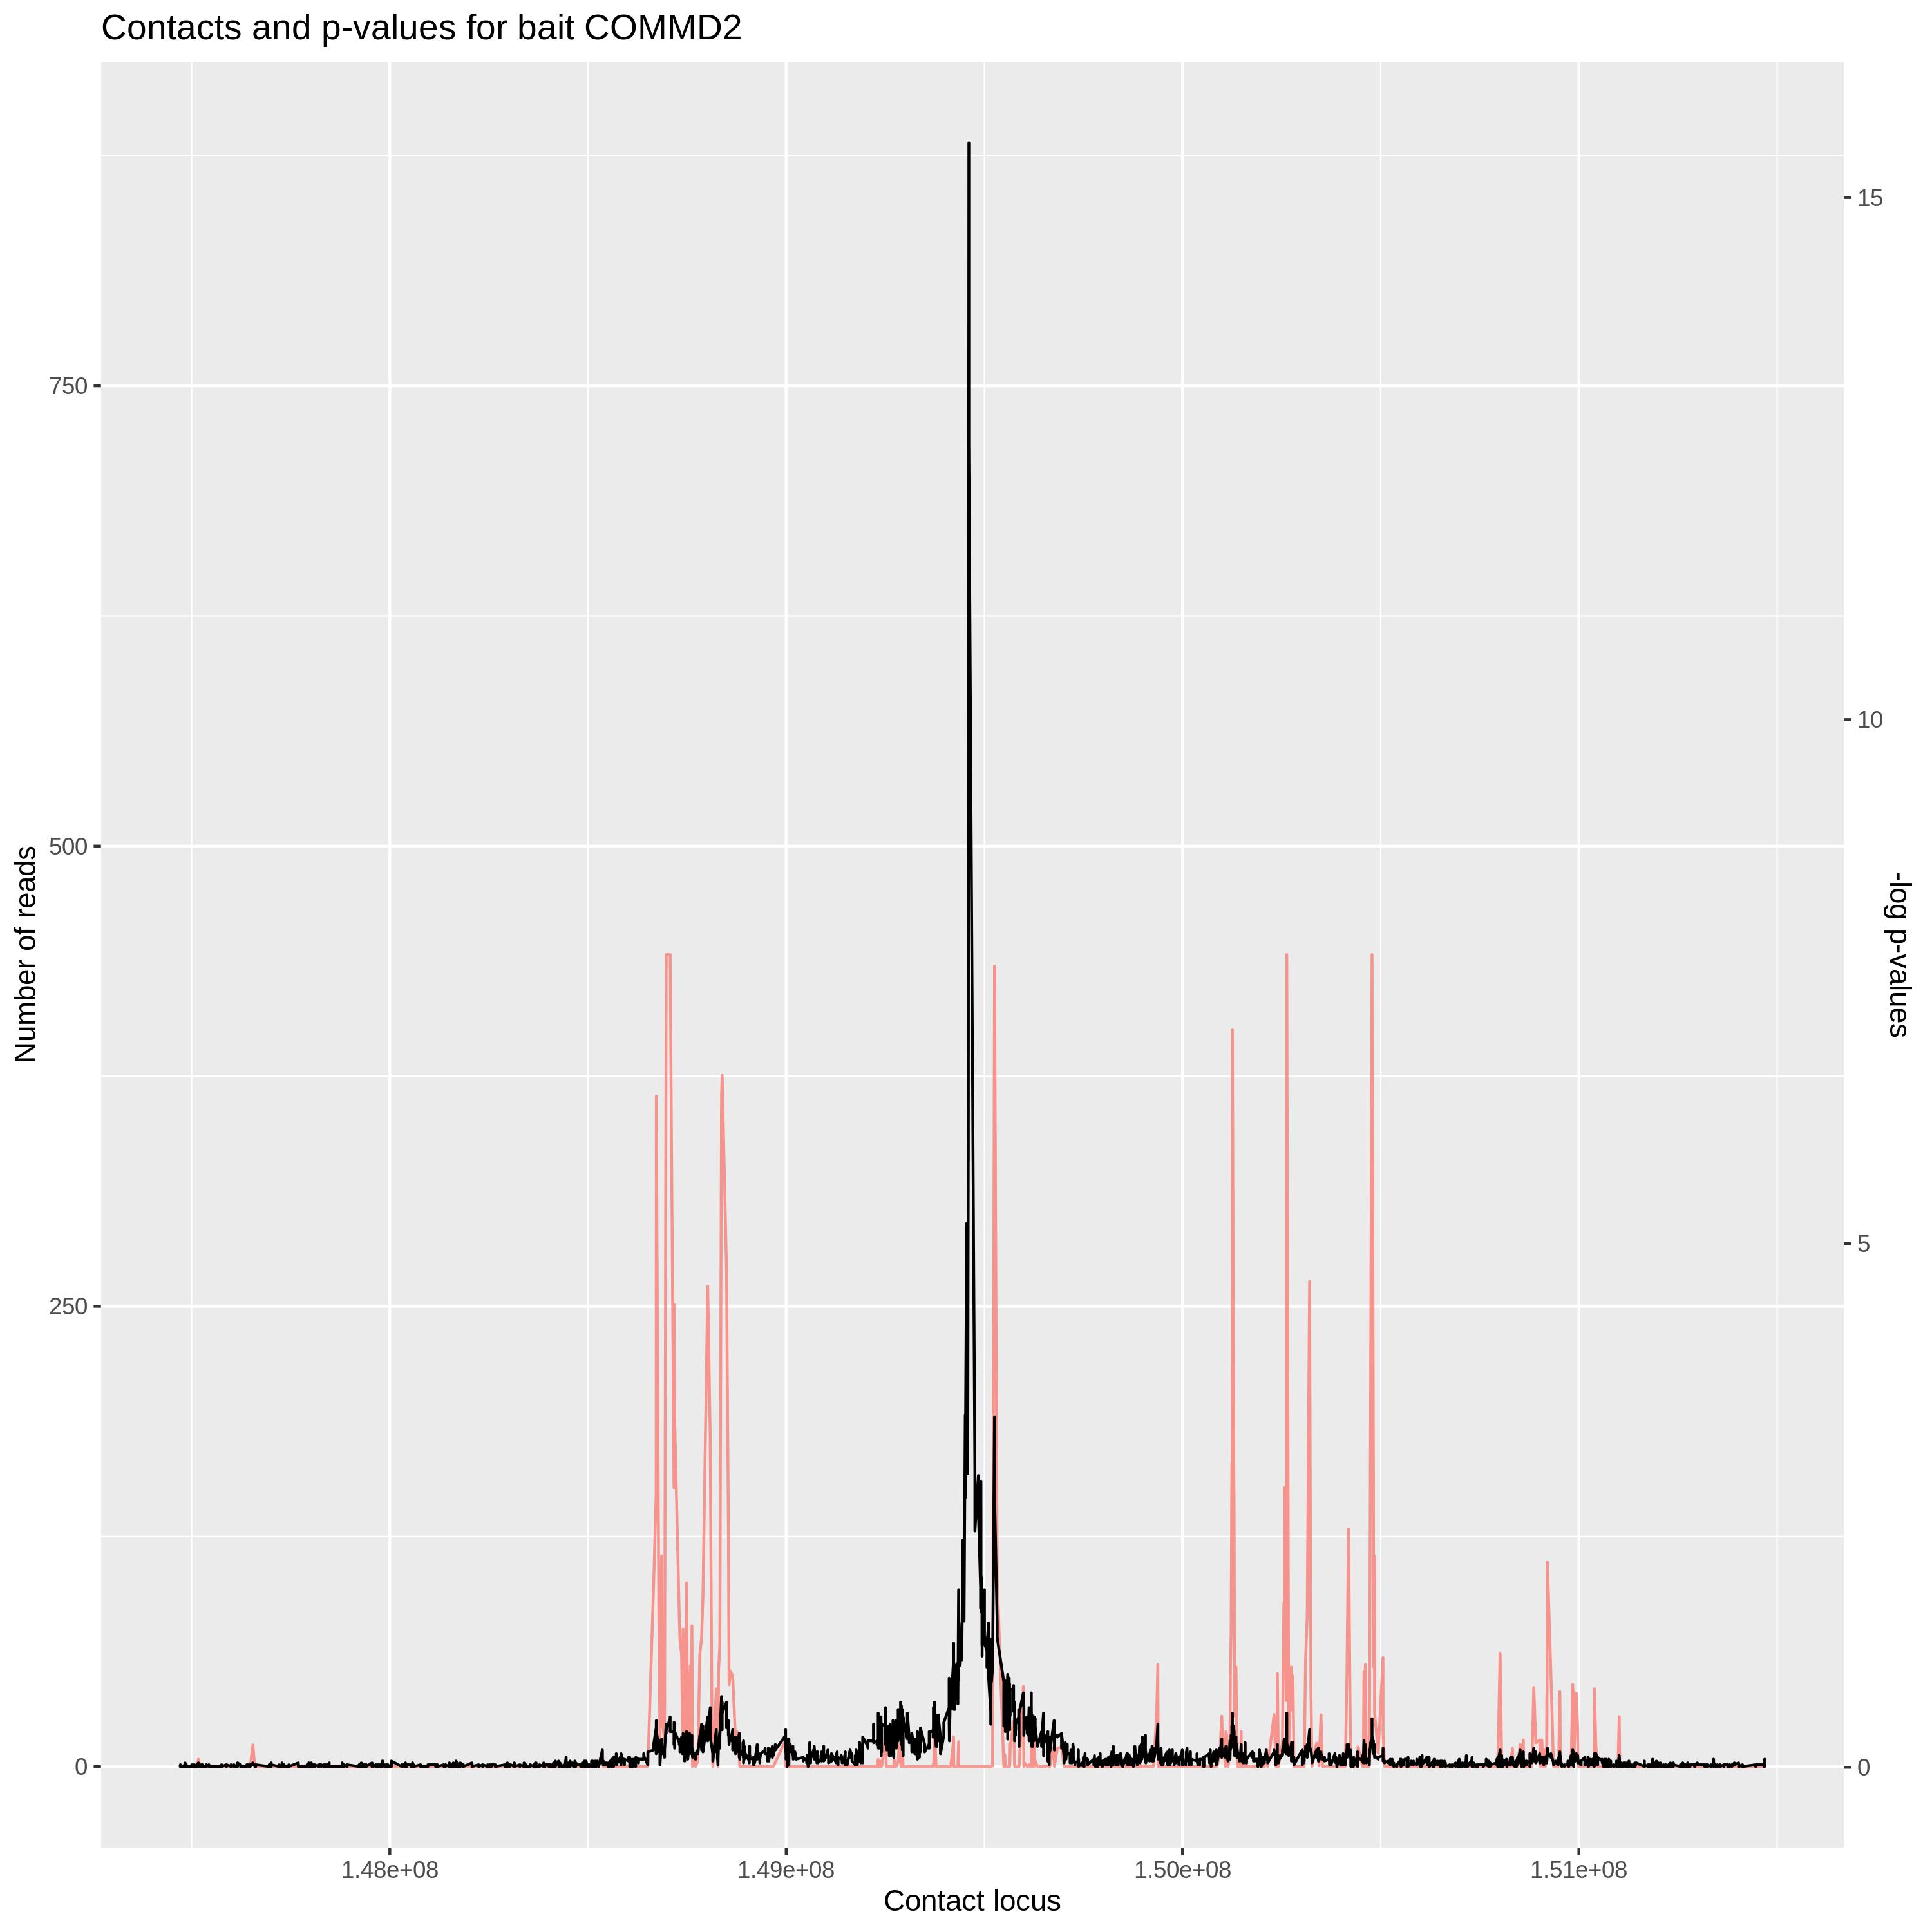 Contacts and p-values for bait COMMD2
Number of reads
750
500
250
0
15
10
5
0
-log p-values
1.48e+08
1.49e+08
1.50e+08
1.51e+08
Contact locus